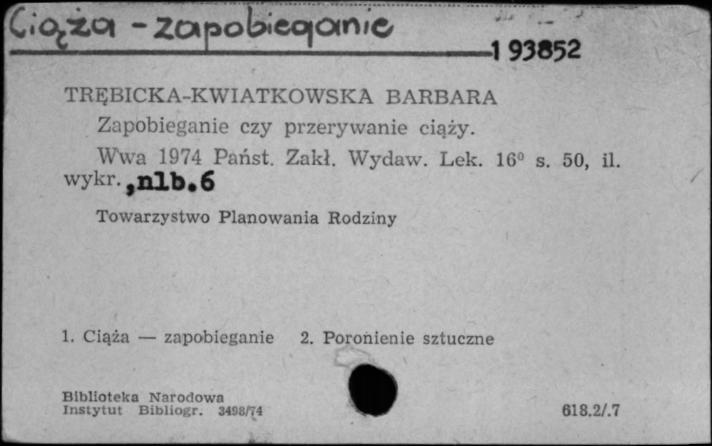 Ciąża - zapobieganie
193852
TRĘBICKA-KWIATKOWSKA BARBARA
Zapobieganie czy przerywanie ciąży.
Wwa 1974 Państ. Zakł. Wydaw. Lek. 16⁰ s. 50, il.
wykr. ,nlb.6
Towarzystwo Planowania Rodziny
1. Ciąża — zapobieganie 2. Poronienie sztuczne
Biblioteka Narodowa
Instytut Bibliogr. 3498/74
618.2/.7